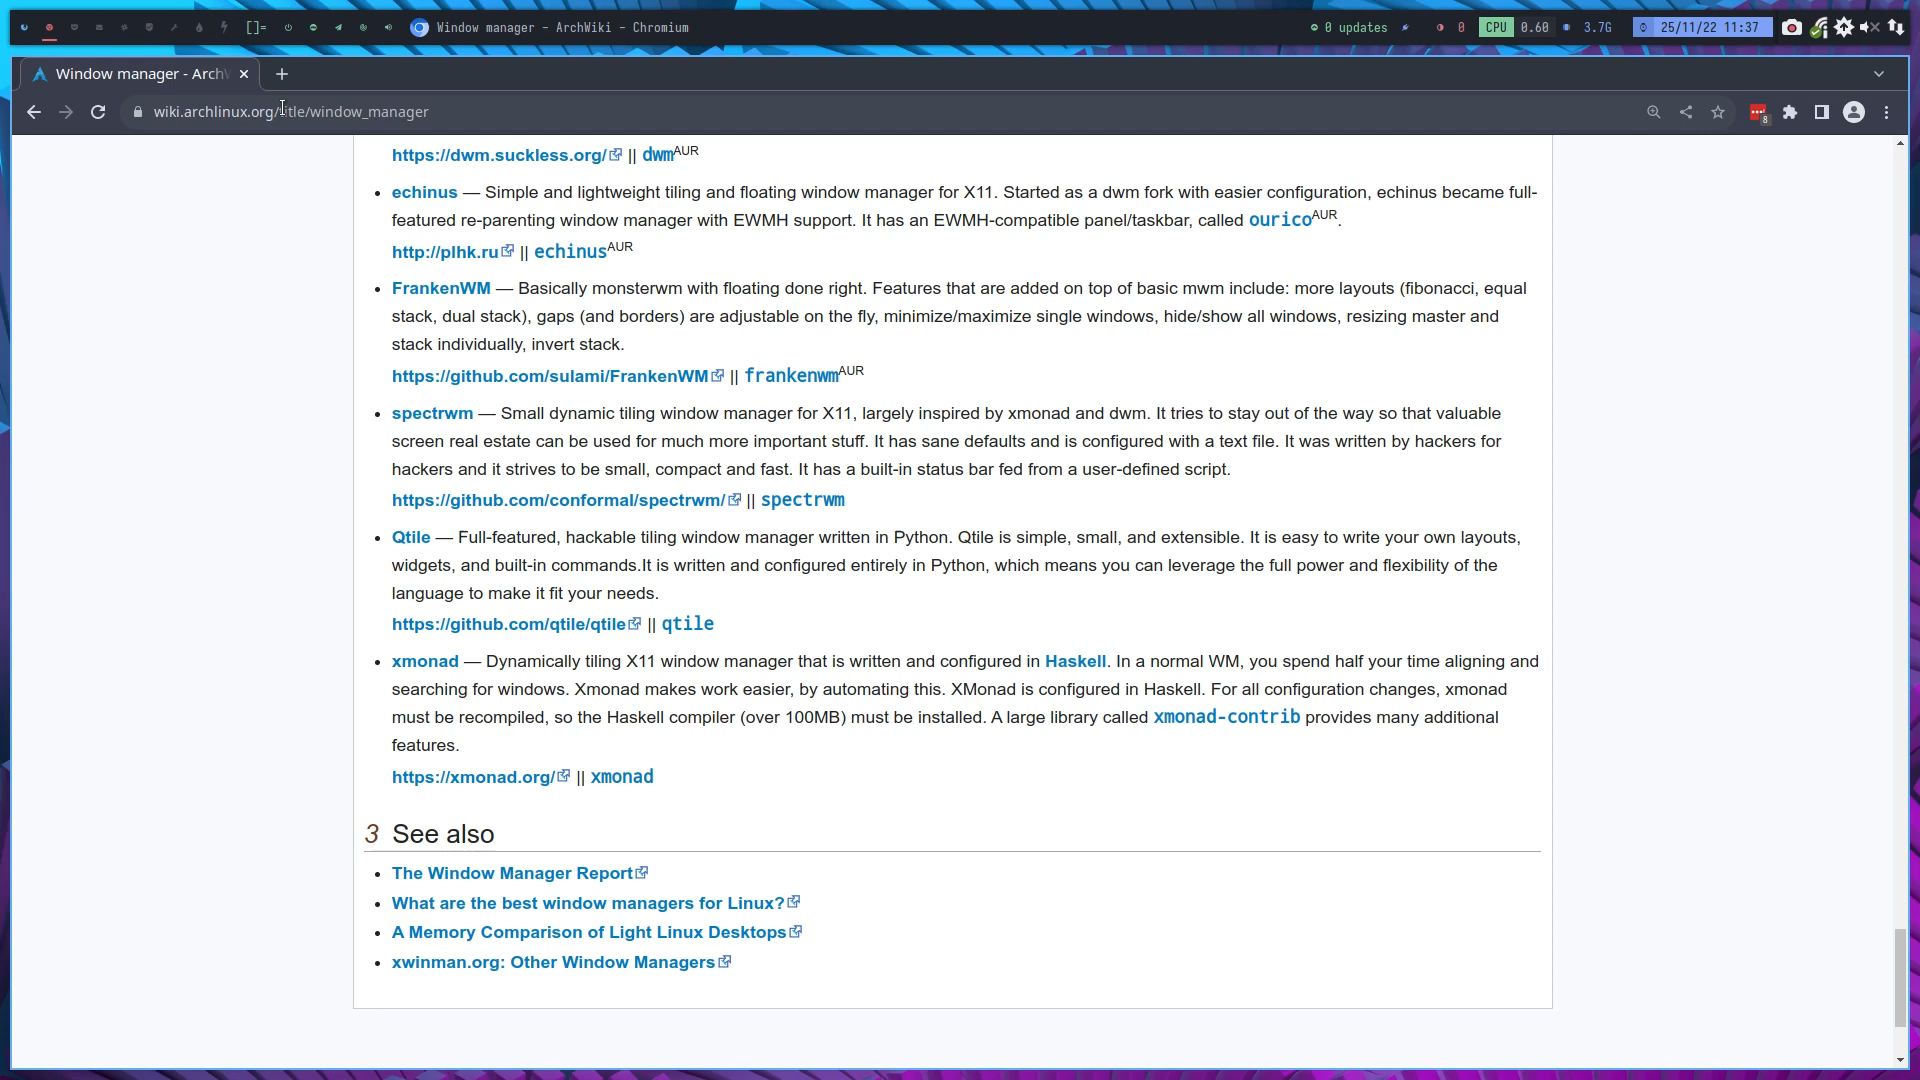 []= Window manager - ArchWiki - Chromium 0 updates 0 CPU 0.60 3.7G 25/11/22 11:37
Window manager - Arch
wiki.archlinux.org/title/window_manager 8
https://dwm.suckless.org/ || dwmAUR
• echinus — Simple and lightweight tiling and floating window manager for X11. Started as a dwm fork with easier configuration, echinus became full-
featured re-parenting window manager with EWMH support. It has an EWMH-compatible panel/taskbar, called ouricoAUR.
http://plhk.ru || echinusAUR
• FrankenWM — Basically monsterwm with floating done right. Features that are added on top of basic mwm include: more layouts (fibonacci, equal
stack, dual stack), gaps (and borders) are adjustable on the fly, minimize/maximize single windows, hide/show all windows, resizing master and
stack individually, invert stack.
https://github.com/sulami/FrankenWM || frankenwmAUR
• spectrwm — Small dynamic tiling window manager for X11, largely inspired by xmonad and dwm. It tries to stay out of the way so that valuable
screen real estate can be used for much more important stuff. It has sane defaults and is configured with a text file. It was written by hackers for
hackers and it strives to be small, compact and fast. It has a built-in status bar fed from a user-defined script.
https://github.com/conformal/spectrwm/ || spectrwm
• Qtile — Full-featured, hackable tiling window manager written in Python. Qtile is simple, small, and extensible. It is easy to write your own layouts,
widgets, and built-in commands.It is written and configured entirely in Python, which means you can leverage the full power and flexibility of the
language to make it fit your needs.
https://github.com/qtile/qtile || qtile
• xmonad — Dynamically tiling X11 window manager that is written and configured in Haskell. In a normal WM, you spend half your time aligning and
searching for windows. Xmonad makes work easier, by automating this. XMonad is configured in Haskell. For all configuration changes, xmonad
must be recompiled, so the Haskell compiler (over 100MB) must be installed. A large library called xmonad-contrib provides many additional
features.
https://xmonad.org/ || xmonad
3 See also
• The Window Manager Report
• What are the best window managers for Linux?
• A Memory Comparison of Light Linux Desktops
• xwinman.org: Other Window Managers